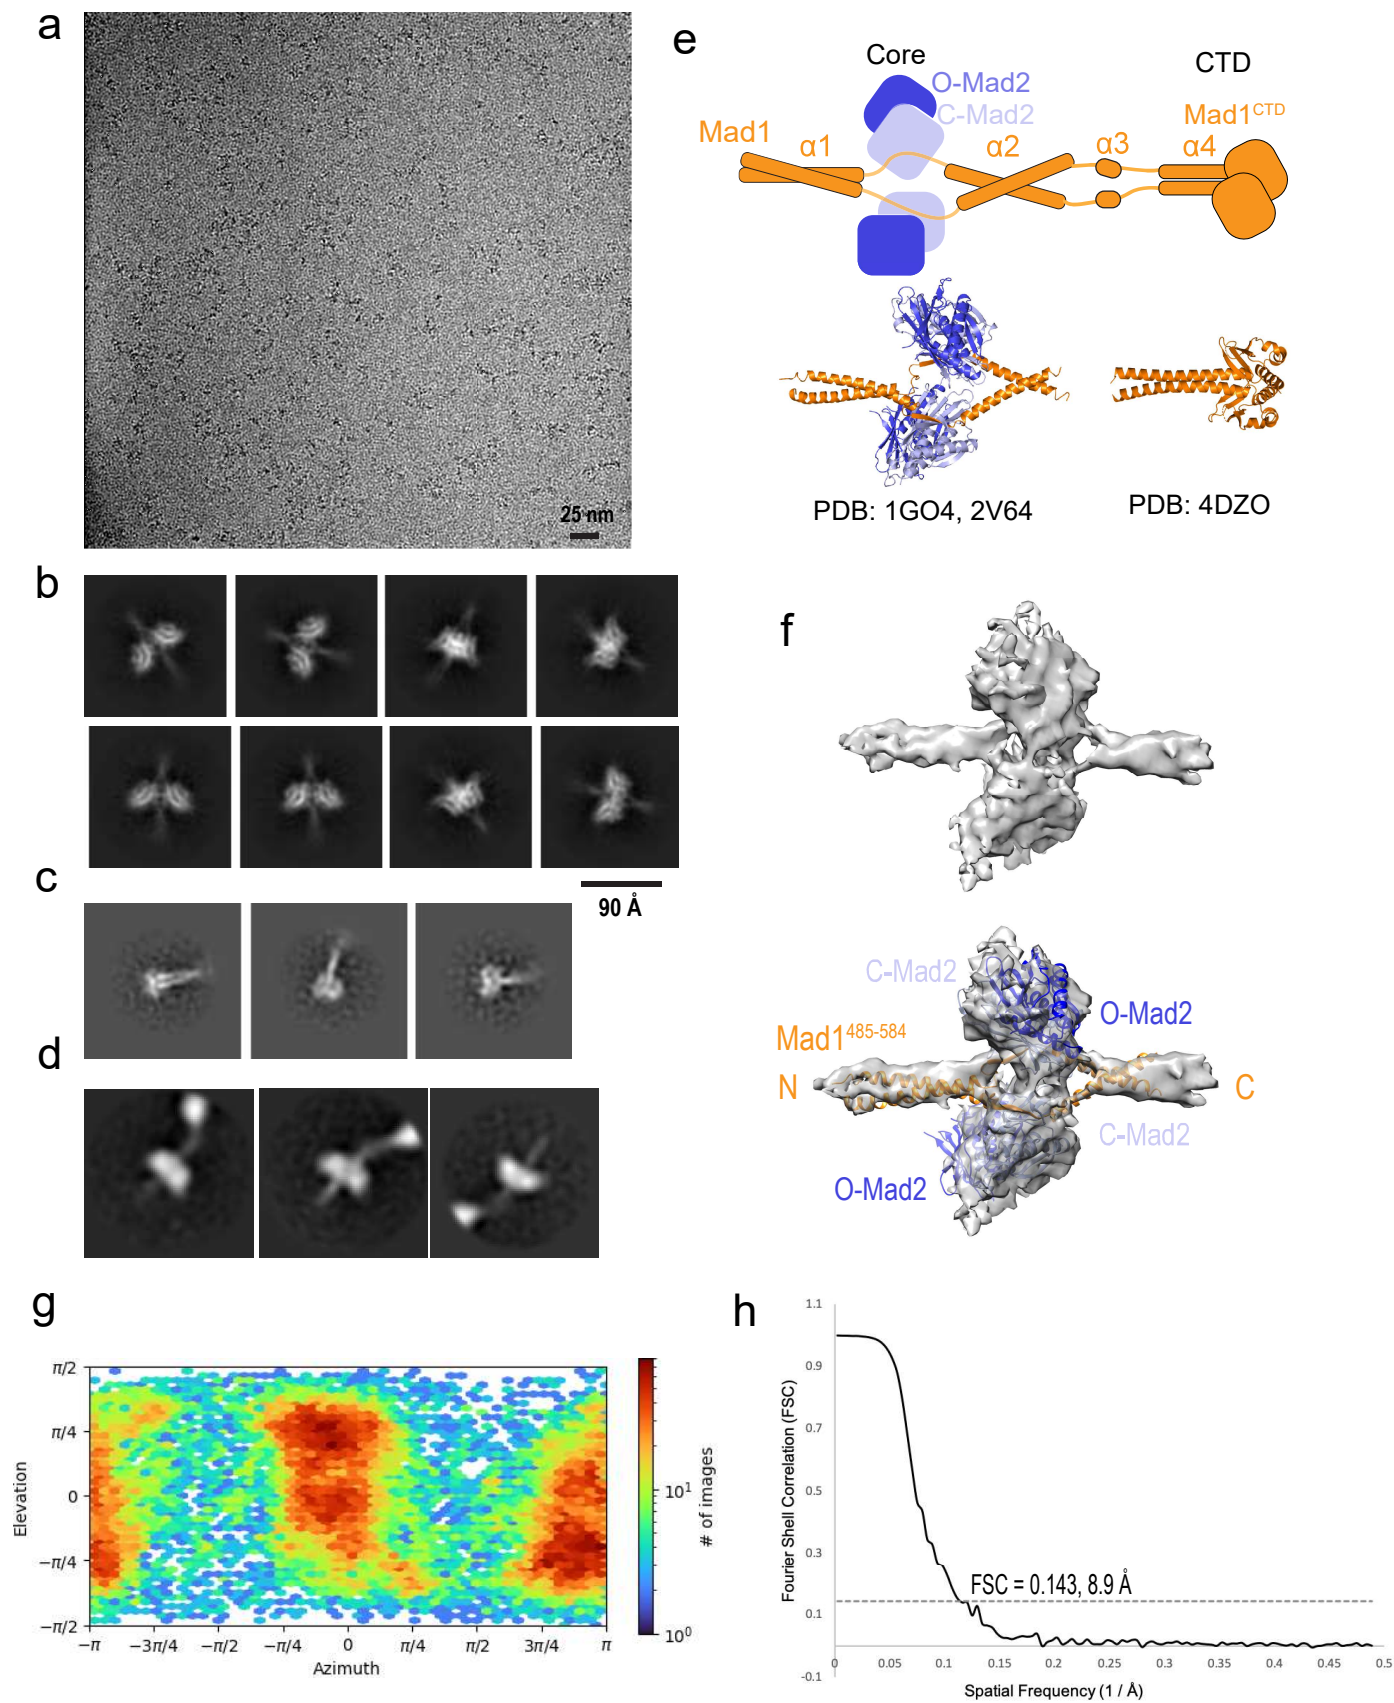 a
25 nm
b
90 Å
c
d
e
Core
CTD
O-Mad2
C-Mad2
Mad1
α1
α2
α3
α4
Mad1CTD
PDB: 1GO4, 2V64
PDB: 4DZO
f
C-Mad2
O-Mad2
Mad1485-584
N
C
C-Mad2
O-Mad2
g
π/2
π/4
0
−π/4
−π/2
Elevation
−π
−3π/4
−π/2
−π/4
0
π/4
π/2
3π/4
π
Azimuth
10¹
10⁰
# of images
h
1.1
0.9
0.7
0.5
0.3
0.1
-0.1
Fourier Shell Correlation (FSC)
FSC = 0.143, 8.9 Å
0
0.05
0.1
0.15
0.2
0.25
0.3
0.35
0.4
0.45
0.5
Spatial Frequency (1 / Å)